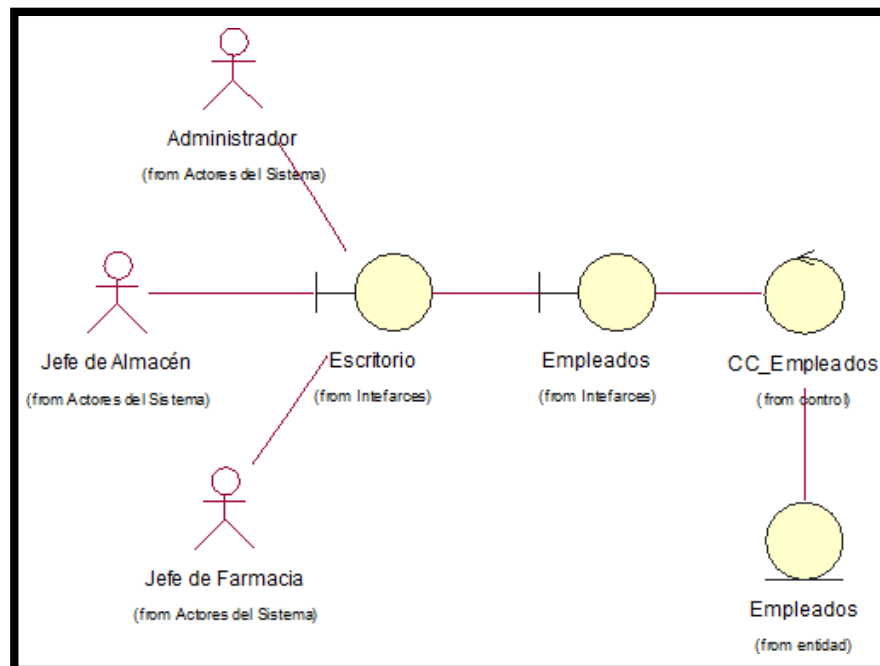 Administrador
(from Actores del Sistema)
Jefe de Almacén
(from Actores del Sistema)
Escritorio
(from Intefarces)
Empleados
(from Intefarces)
CC_Empleados
(from control)
Jefe de Farmacia
(from Actores del Sistema)
Empleados
(from entidad)